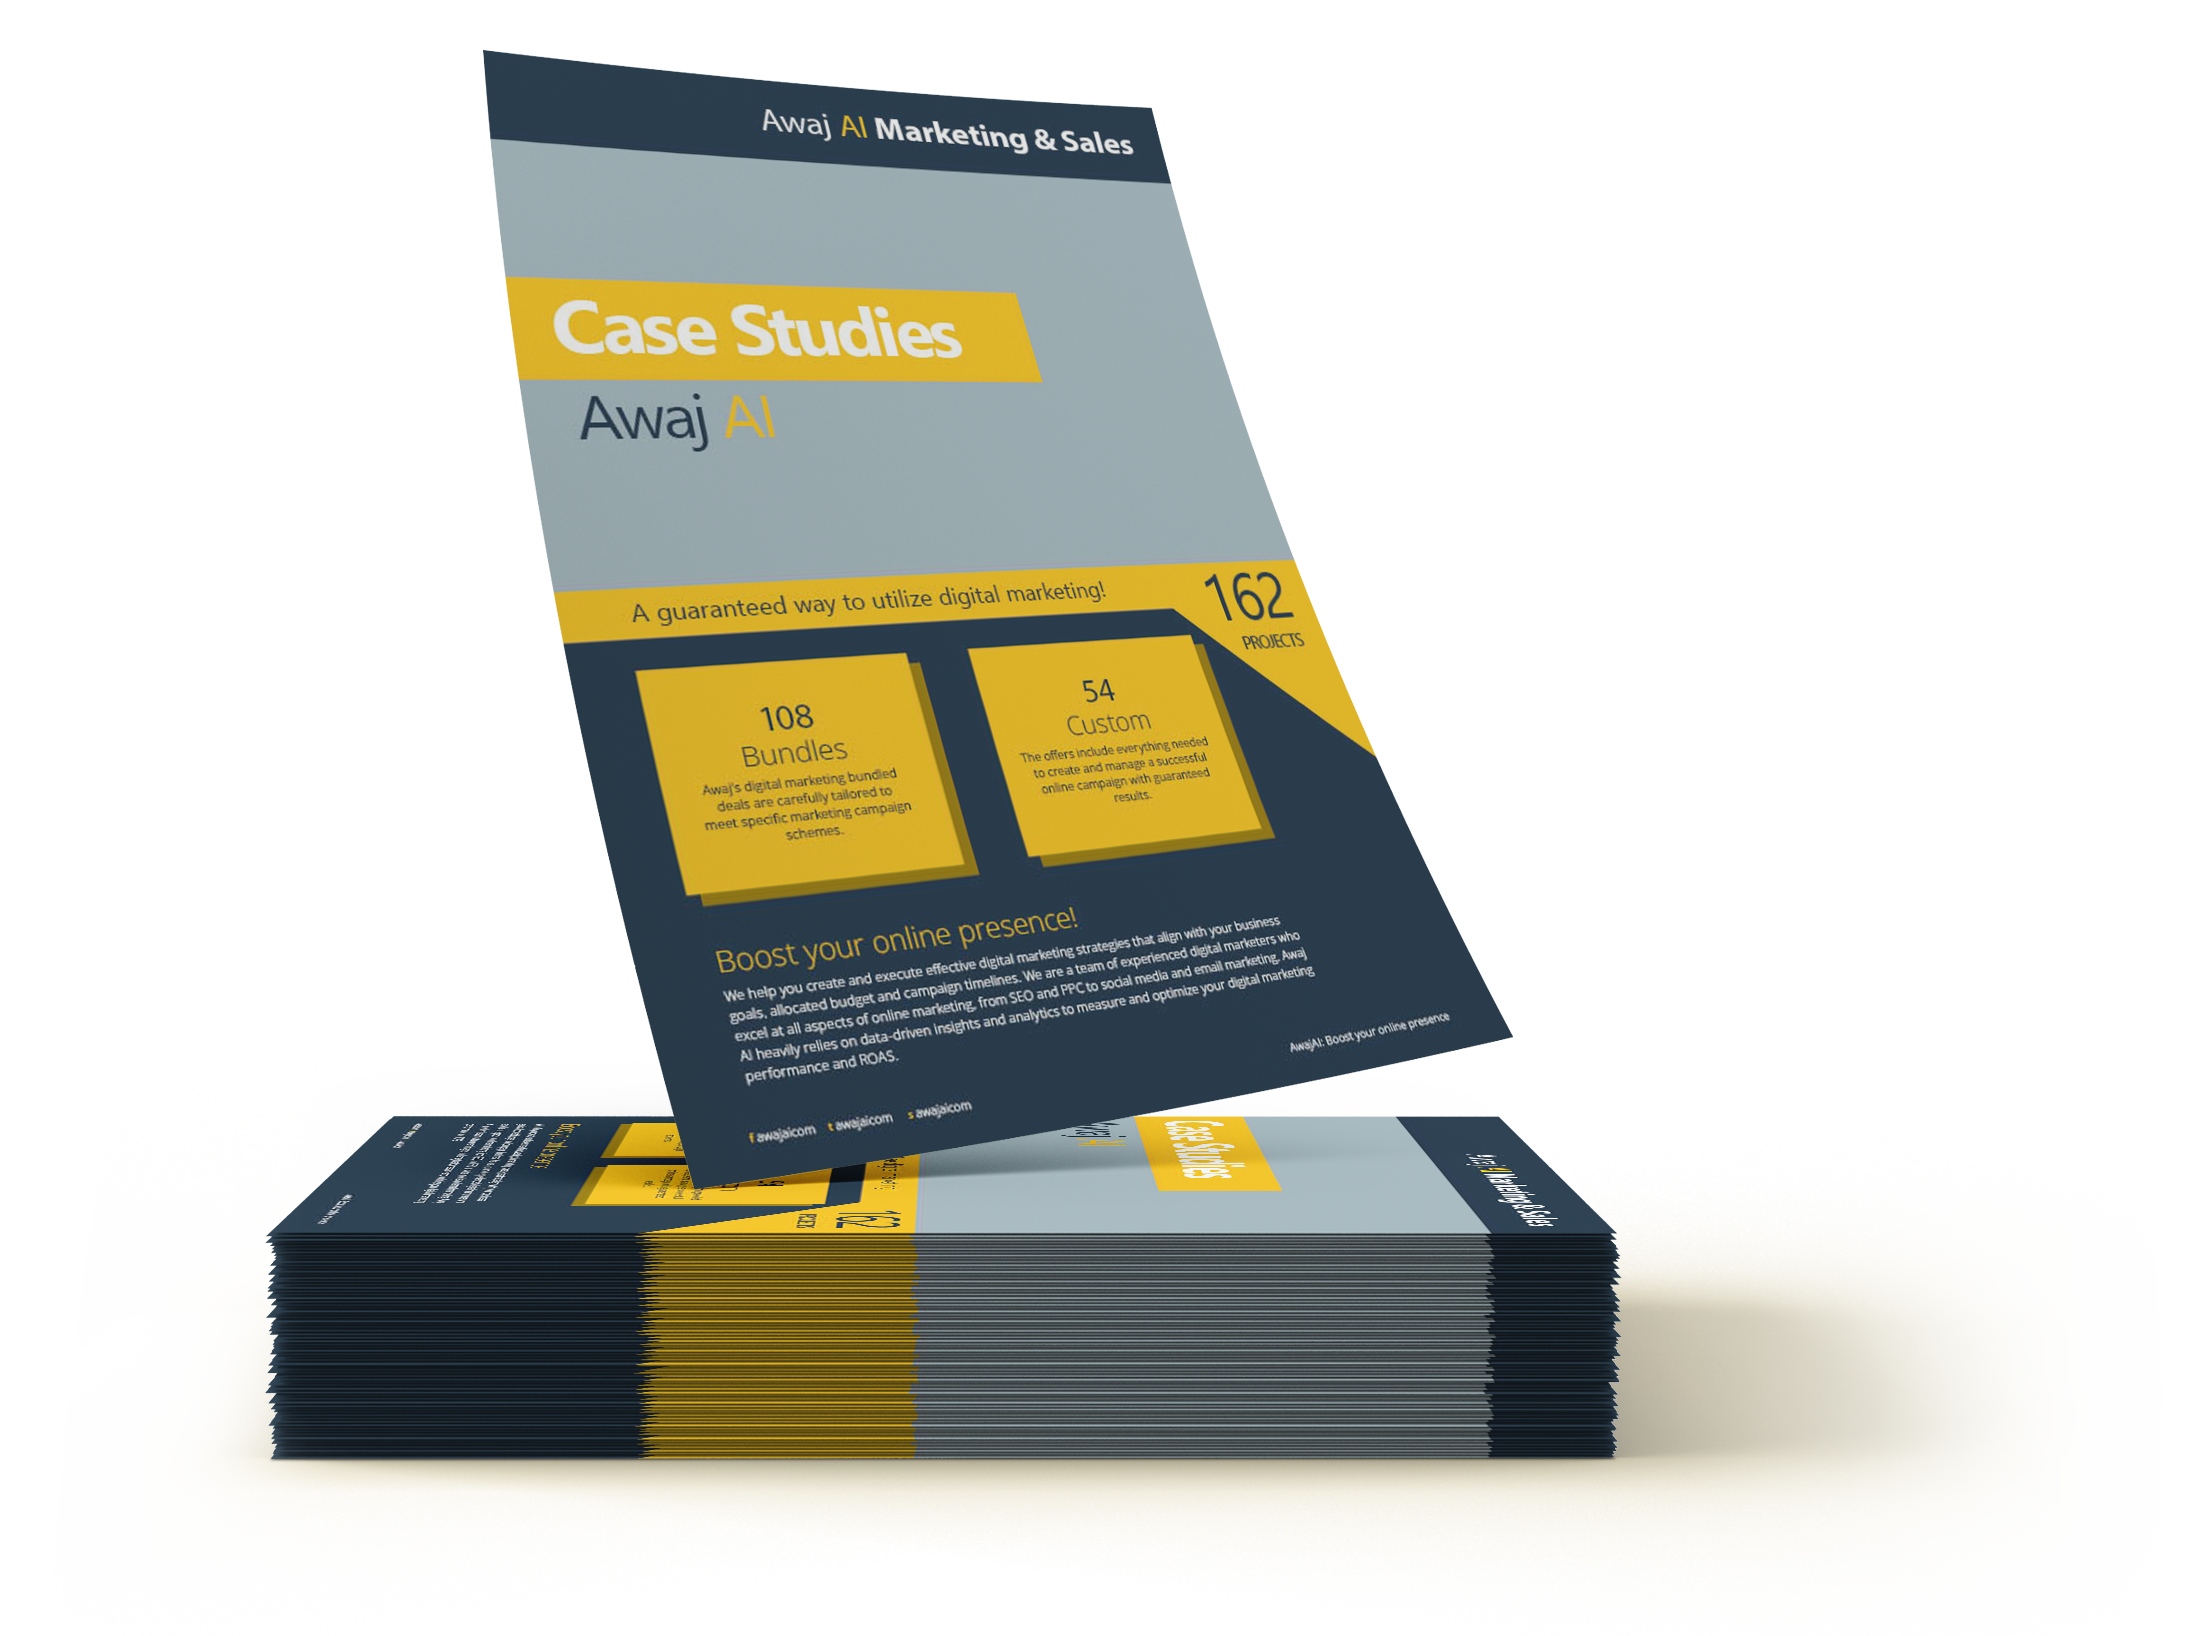 Awaj AI Marketing & Sales
Case Studies
Awaj AI
A guaranteed way to utilize digital marketing!
162
PROJECTS
108
Bundles
Awaj's digital marketing bundled
deals are carefully tailored to
meet specific marketing campaign
schemes.
54
Custom
The offers include everything needed
to create and manage a successful
online campaign with guaranteed
results.
Boost your online presence!
We help you create and execute effective digital marketing strategies that align with your business
goals, allocated budget and campaign timelines. We are a team of experienced digital marketers who
excel at all aspects of online marketing, from SEO and PPC to social media and email marketing. Awaj
AI heavily relies on data-driven insights and analytics to measure and optimize your digital marketing
performance and ROAS.
AwajAI: Boost your online presence
f awajaicom t awajaicom s awajaicom
Case Studies
Marketing & Sales
162